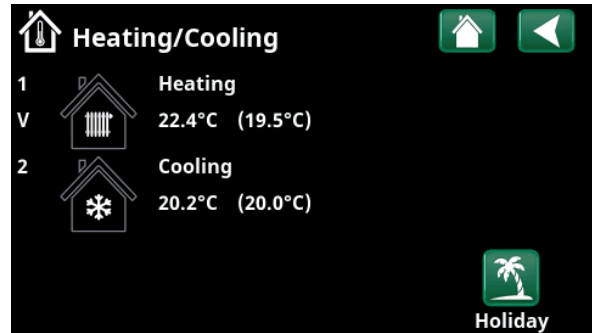 Heating/Cooling
1 Heating
V 22.4°C (19.5°C)
2 Cooling
20.2°C (20.0°C)
Holiday